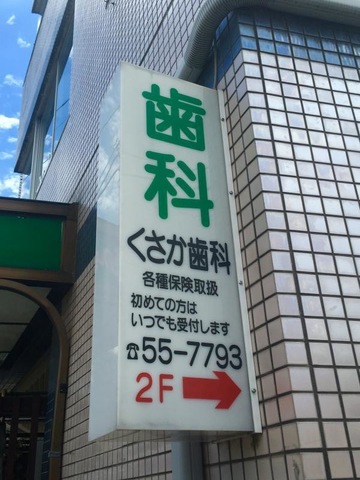 歯科
くさか歯科
各種保険取扱
初めての方は
いつでも受付します
☎55-7793
2F →